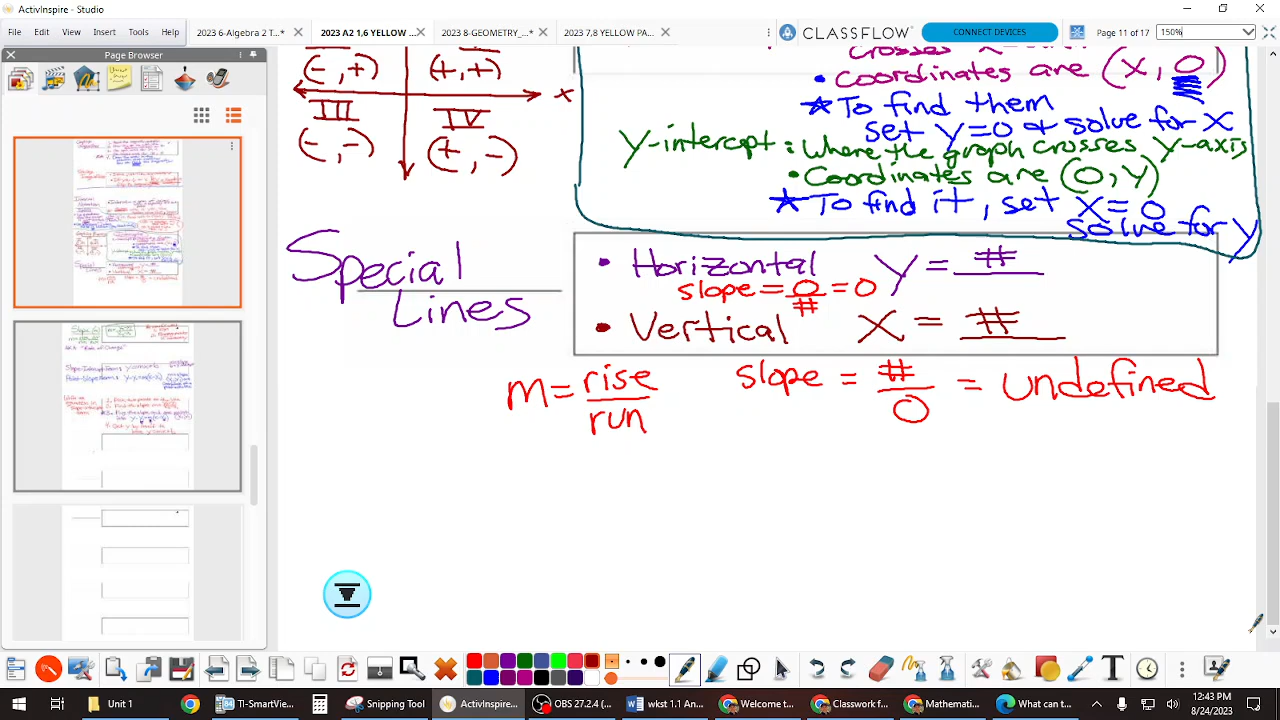 ActivInspire
File Edit View Insert Tools Help
2023 6-Algebra 2 T...*
2023 A2 1,6 YELLOW ...
2023 8-GEOMETRY_...*
2023 7,8 YELLOW PA...
CLASSFLOW
CONNECT DEVICES
Page 11 of 17
150%
Page Browser
(-, +) (+, +)
x
III IV
(-, -) (+, -)
• Coordinates are (x, 0)
★ To find them
set y=0 & solve for x
y-intercept: where the graph crosses y-axis
• Coordinates are (0, y)
★ To find it, set x=0
solve for y
Special
Lines
• Horizontal y = #
slope = 0/# = 0
• Vertical x = #
m = rise/run slope = #/0 = undefined
Unit 1
TI-SmartVie...
Snipping Tool
ActivInspire...
OBS 27.2.4 (...
wkst 1.1 An...
Welcome t...
Classwork f...
Mathema...
What can t...
12:43 PM
8/24/2023